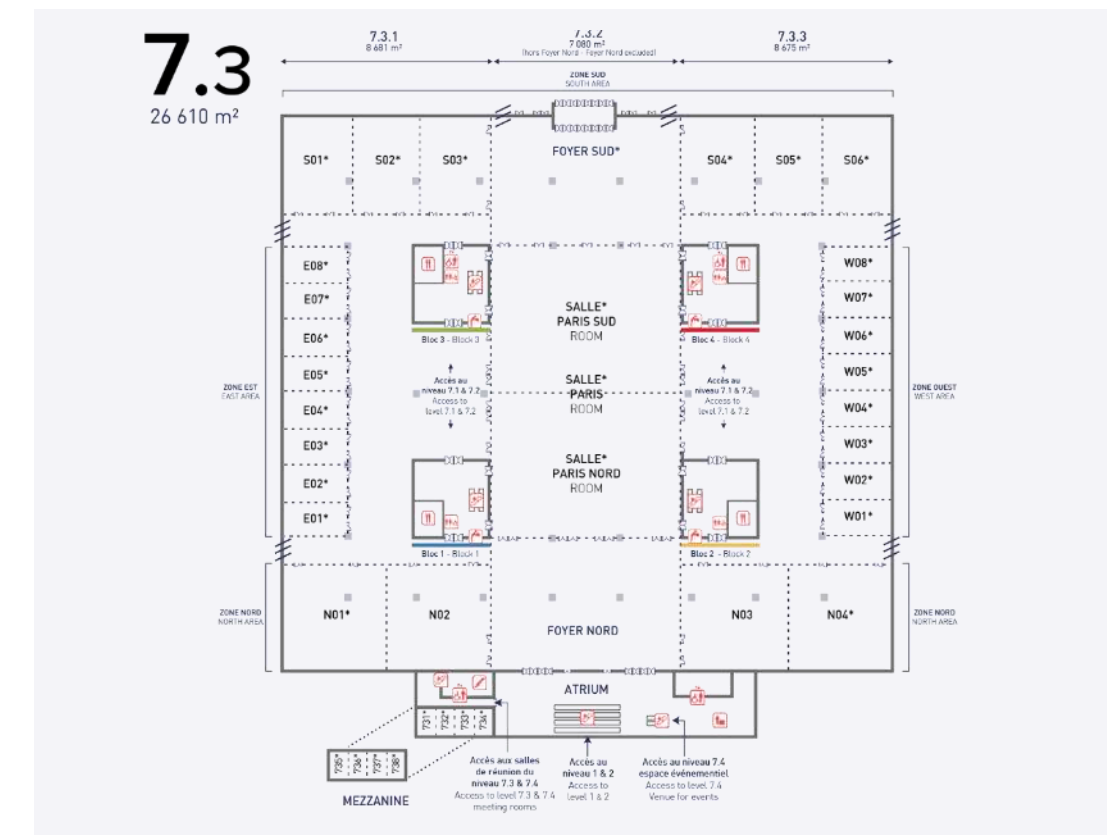 7.3
26 610 m²
7.3.1
8 681 m²
7.3.2
7 080 m²
(hors Foyer Nord - Foyer Nord excluded)
7.3.3
8 675 m²
ZONE SUD
SOUTH AREA
FOYER SUD*
S01*
S02*
S03*
S04*
S05*
S06*
E08*
E07*
E06*
E05*
E04*
E03*
E02*
E01*
ZONE EST
EAST AREA
W08*
W07*
W06*
W05*
W04*
W03*
W02*
W01*
ZONE OUEST
WEST AREA
Bloc 3 - Block 3
Bloc 4 - Block 4
SALLE*
PARIS SUD
ROOM
SALLE*
PARIS
ROOM
SALLE*
PARIS NORD
ROOM
Accès au
niveau 7.1 & 7.2
Access to
level 7.1 & 7.2
Accès au
niveau 7.1 & 7.2
Access to
level 7.1 & 7.2
Bloc 1 - Block 1
Bloc 2 - Block 2
ZONE NORD
NORTH AREA
N01*
N02
FOYER NORD
N03
N04*
ZONE NORD
NORTH AREA
ATRIUM
731*
732*
733*
734*
735*
736*
737*
738*
MEZZANINE
Accès aux salles
de réunion du
niveau 7.3 & 7.4
Access to level 7.3 & 7.4
meeting rooms
Accès au
niveau 1 & 2
Access to
level 1 & 2
Accès au niveau 7.4
espace événementiel
Access to level 7.4
Venue for events